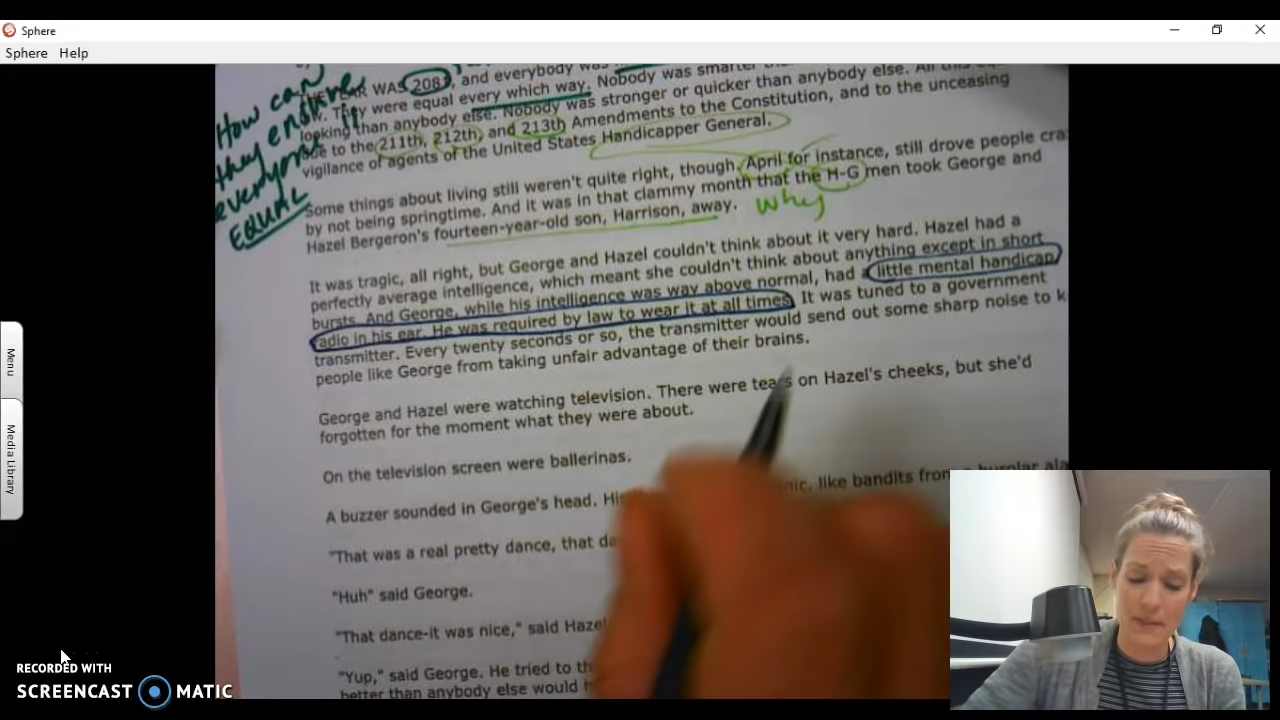 Sphere
Sphere Help
WAS 208, and everybody was
They were equal every which way. Nobody was smarter than anybody else.
looking than anybody else. Nobody was stronger or quicker than anybody else. All this
due to the 211th, 212th, and 213th Amendments to the Constitution, and to the unceasing
vigilance of agents of the United States Handicapper General.
How can
they ensure
everyone is
EQUAL
Some things about living still weren't quite right, though. April for instance, still drove people cra
by not being springtime. And it was in that clammy month that the H-G men took George and
Hazel Bergeron's fourteen-year-old son, Harrison, away.
why
It was tragic, all right, but George and Hazel couldn't think about it very hard. Hazel had a
perfectly average intelligence, which meant she couldn't think about anything except in short
bursts. And George, while his intelligence was way above normal, had a little mental handicap
radio in his ear. He was required by law to wear it at all times. It was tuned to a government
transmitter. Every twenty seconds or so, the transmitter would send out some sharp noise to k
people like George from taking unfair advantage of their brains.
George and Hazel were watching television. There were tears on Hazel's cheeks, but she'd
forgotten for the moment what they were about.
On the television screen were ballerinas.
A buzzer sounded in George's head. His nic, like bandits from a burglar ala
"That was a real pretty dance, that da
"Huh" said George.
"That dance-it was nice," said Hazel
"Yup," said George. He tried to th
better than anybody else would h
Menu
Media Library
RECORDED WITH
SCREENCAST MATIC